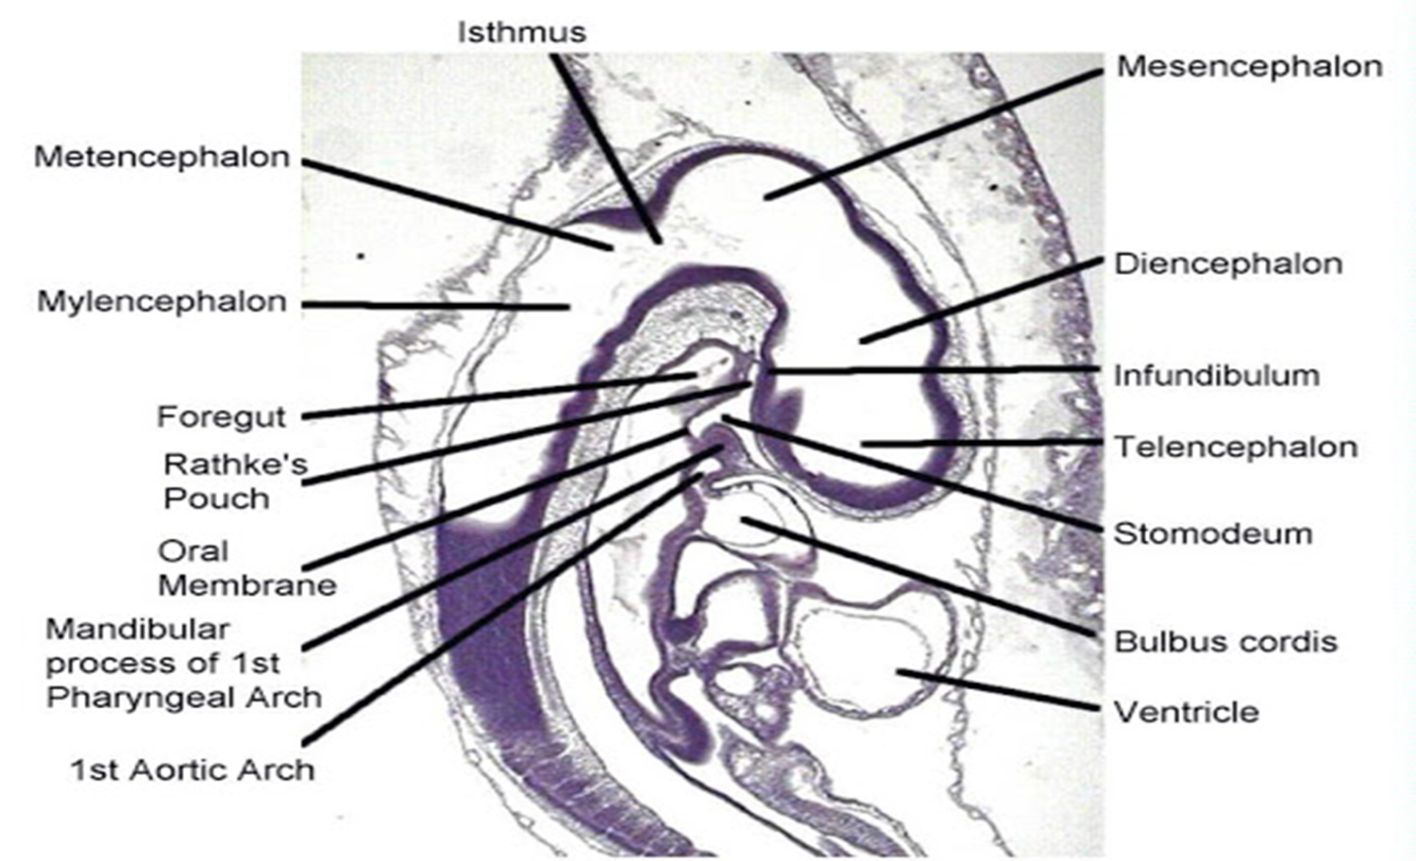 Isthmus
Mesencephalon
Metencephalon
Diencephalon
Mylencephalon
Infundibulum
Foregut
Telencephalon
Rathke's
Pouch
Stomodeum
Oral
Membrane
Mandibular
process of 1st
Pharyngeal Arch
Bulbus cordis
Ventricle
1st Aortic Arch